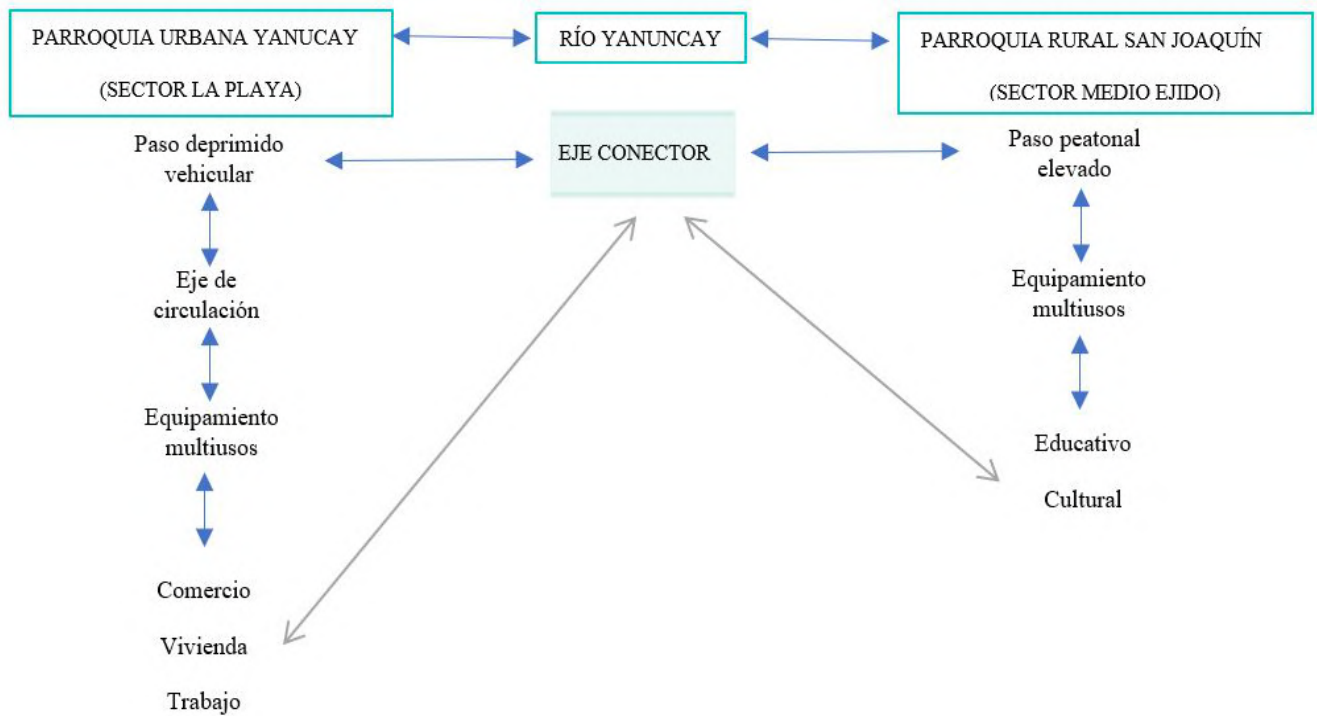 PARROQUIA URBANA YANUCAY
(SECTOR LA PLAYA)
RÍO YANUNCAY
PARROQUIA RURAL SAN JOAQUÍN
(SECTOR MEDIO EJIDO)
Paso deprimido
vehicular
EJE CONECTOR
Paso peatonal
elevado
Eje de
circulación
Equipamiento
multiusos
Equipamiento
multiusos
Educativo
Cultural
Comercio
Vivienda
Trabajo